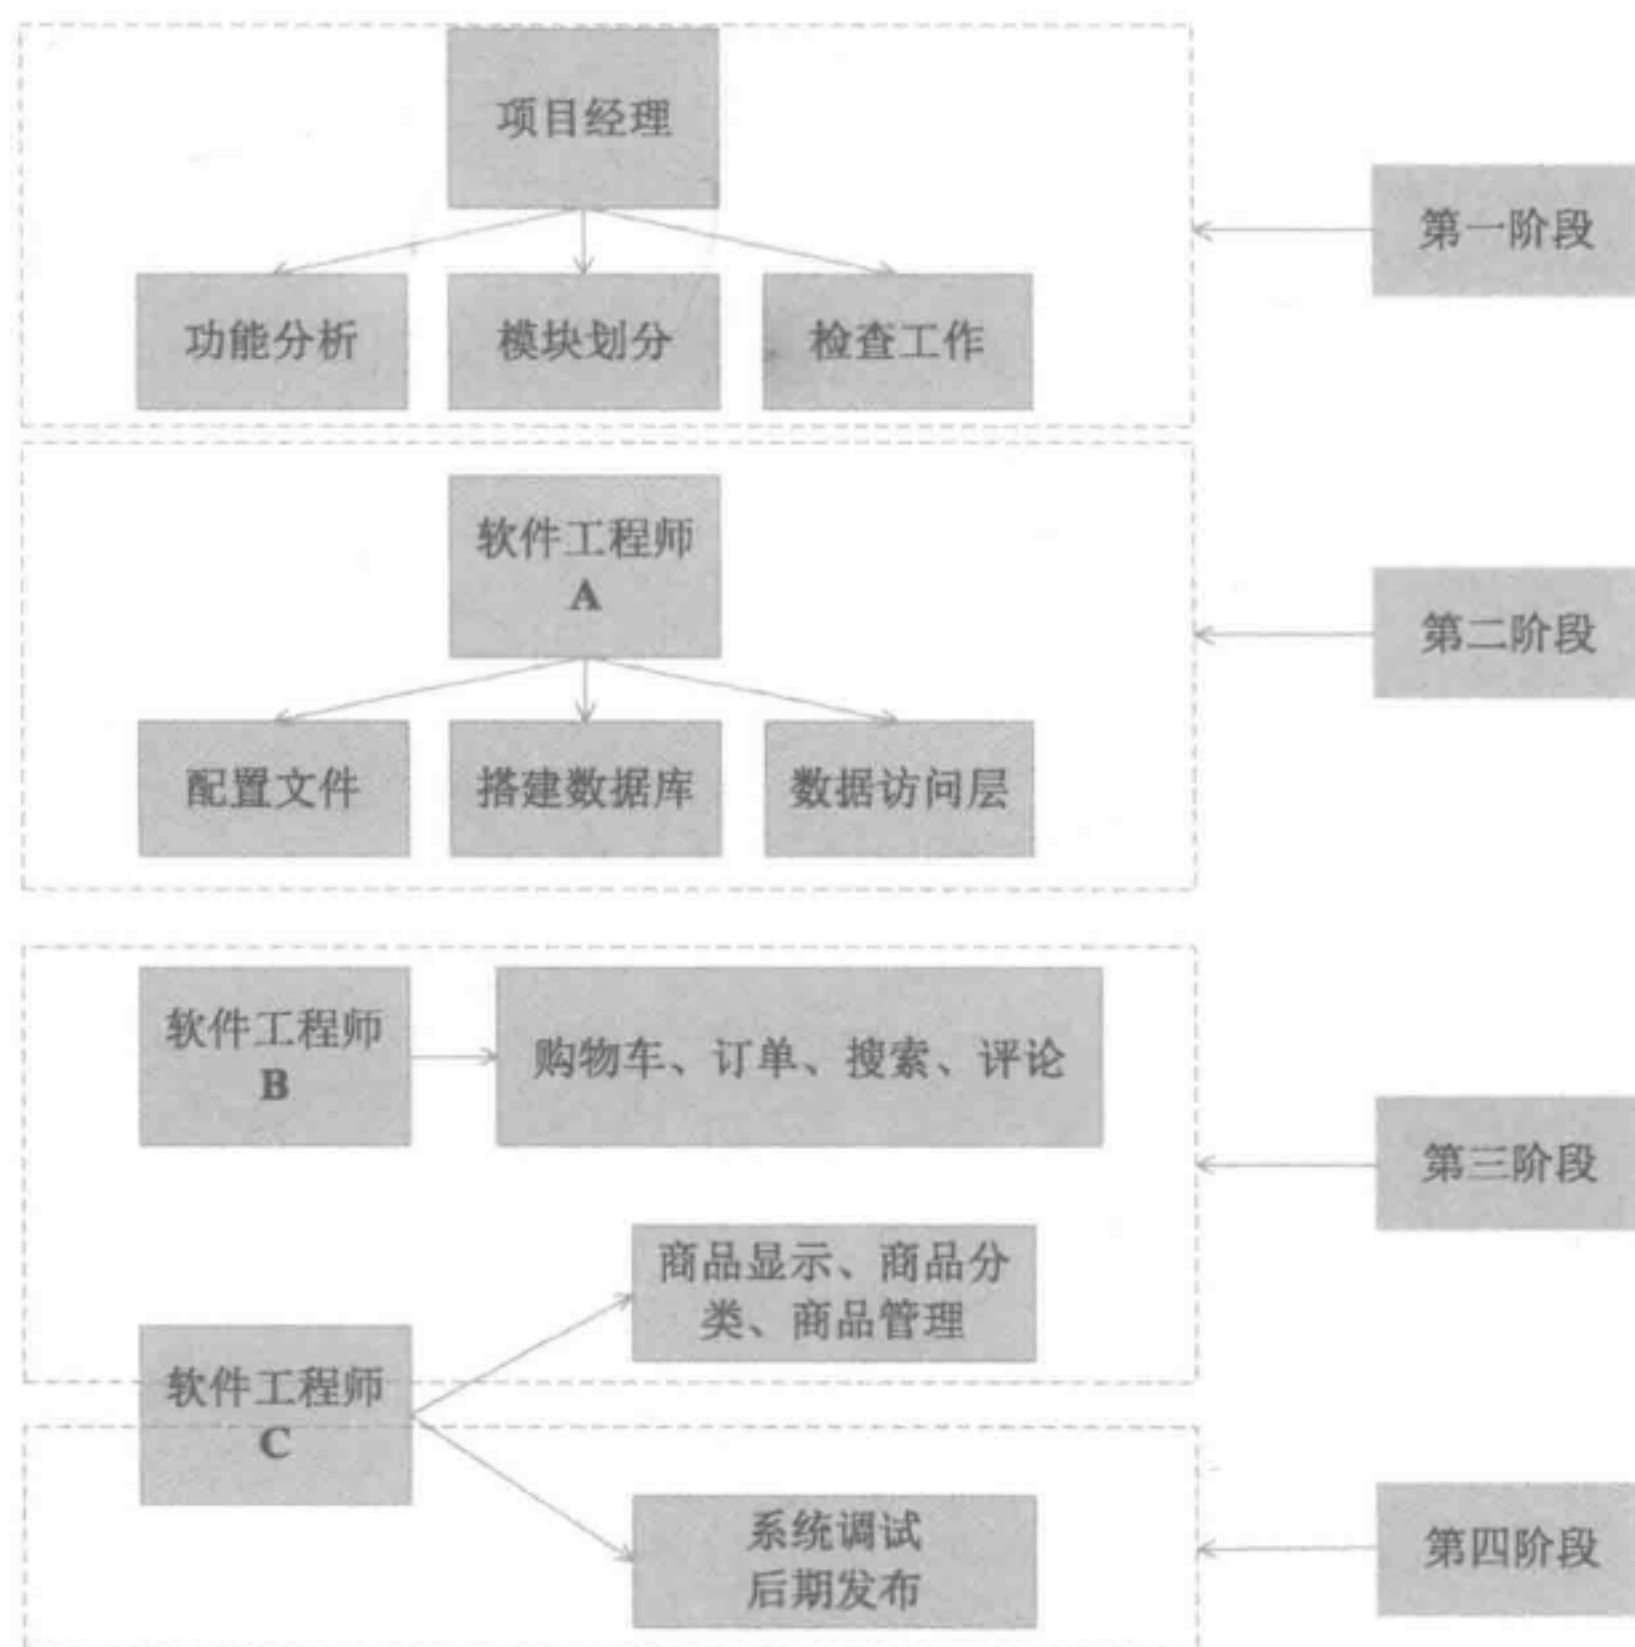 项目经理
第一阶段
功能分析
模块划分
检查工作
软件工程师
A
第二阶段
配置文件
搭建数据库
数据访问层
软件工程师
B
购物车、订单、搜索、评论
第三阶段
商品显示、商品分
类、商品管理
软件工程师
C
系统调试
后期发布
第四阶段